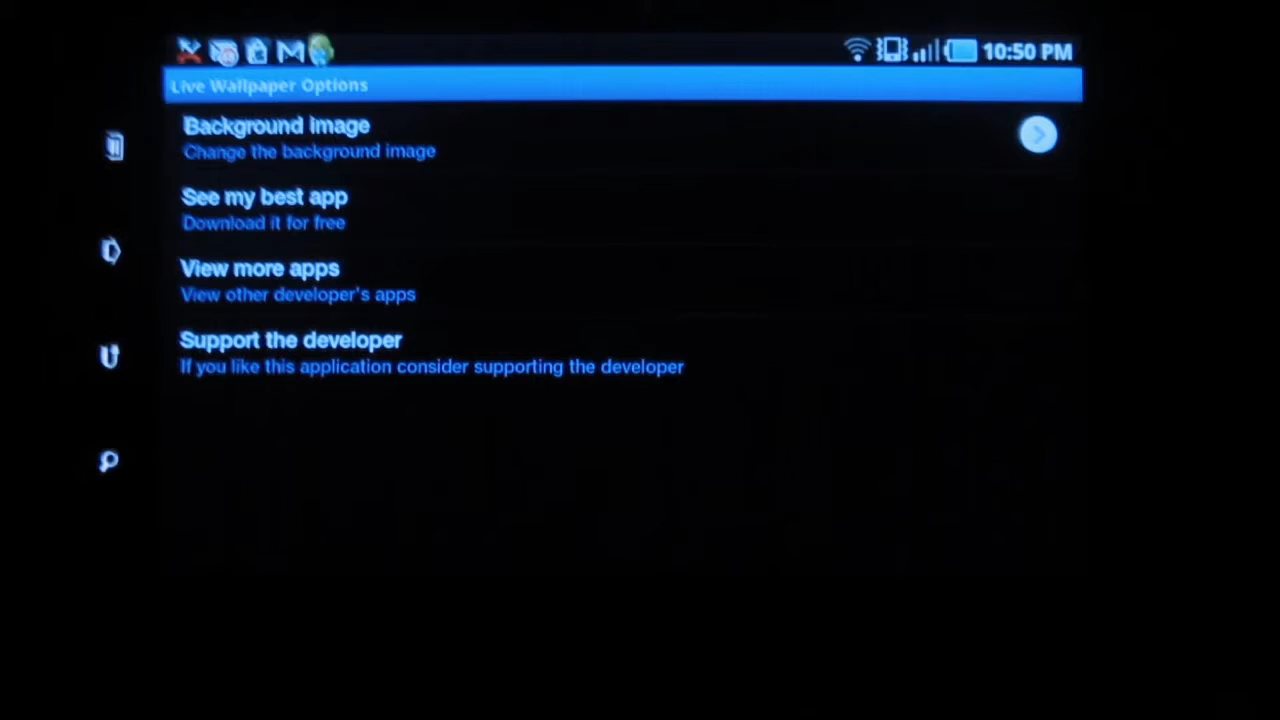 10:50 PM
Live Wallpaper Options
Background image
Change the background image
See my best app
Download it for free
View more apps
View other developer's apps
Support the developer
If you like this application consider supporting the developer